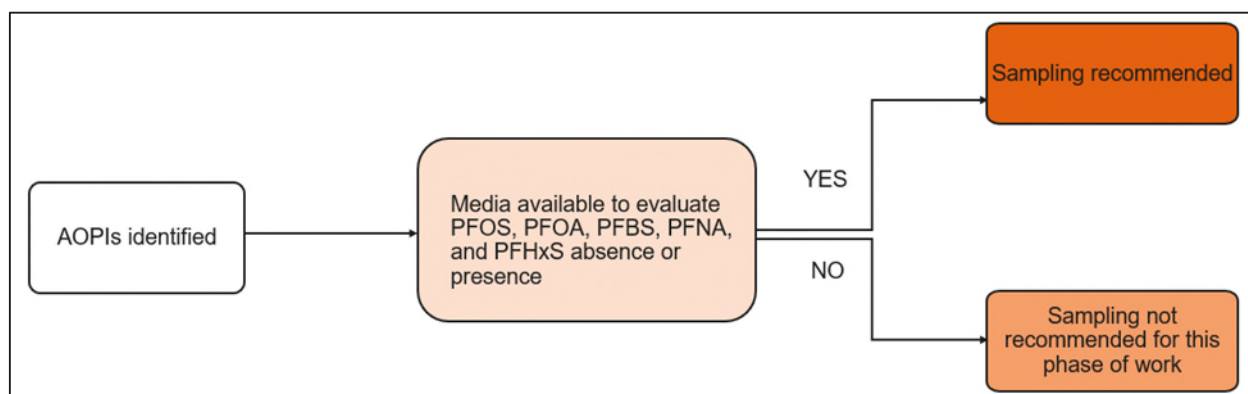 Sampling recommended
YES
AOPIs identified
Media available to evaluate
PFOS, PFOA, PFBS, PFNA,
and PFHxS absence or
presence
NO
Sampling not
recommended for this
phase of work